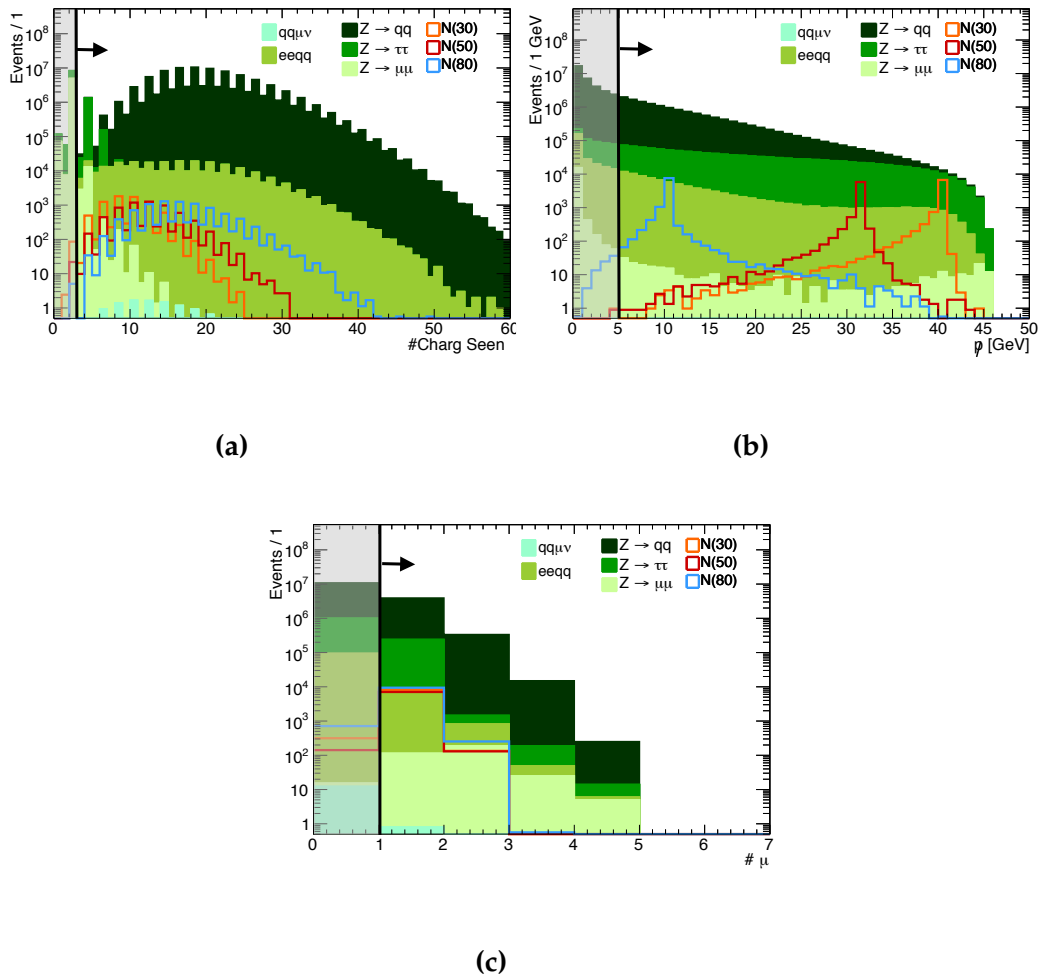 Events / 1
10⁸
10⁷
10⁶
10⁵
10⁴
10³
10²
10
1
qqμν
eeqq
Z → qq
Z → ττ
Z → μμ
N(30)
N(50)
N(80)
0 10 20 30 40 50 60
#Charg Seen
(a)
Events / 1 GeV
10⁸
10⁷
10⁶
10⁵
10⁴
10³
10²
10
1
qqμν
eeqq
Z → qq
Z → ττ
Z → μμ
N(30)
N(50)
N(80)
0 5 10 15 20 25 30 35 40 45 50
p̸ [GeV]
(b)
Events / 1
10⁸
10⁷
10⁶
10⁵
10⁴
10³
10²
10
1
qqμν
eeqq
Z → qq
Z → ττ
Z → μμ
N(30)
N(50)
N(80)
0 1 2 3 4 5 6 7
# μ
(c)